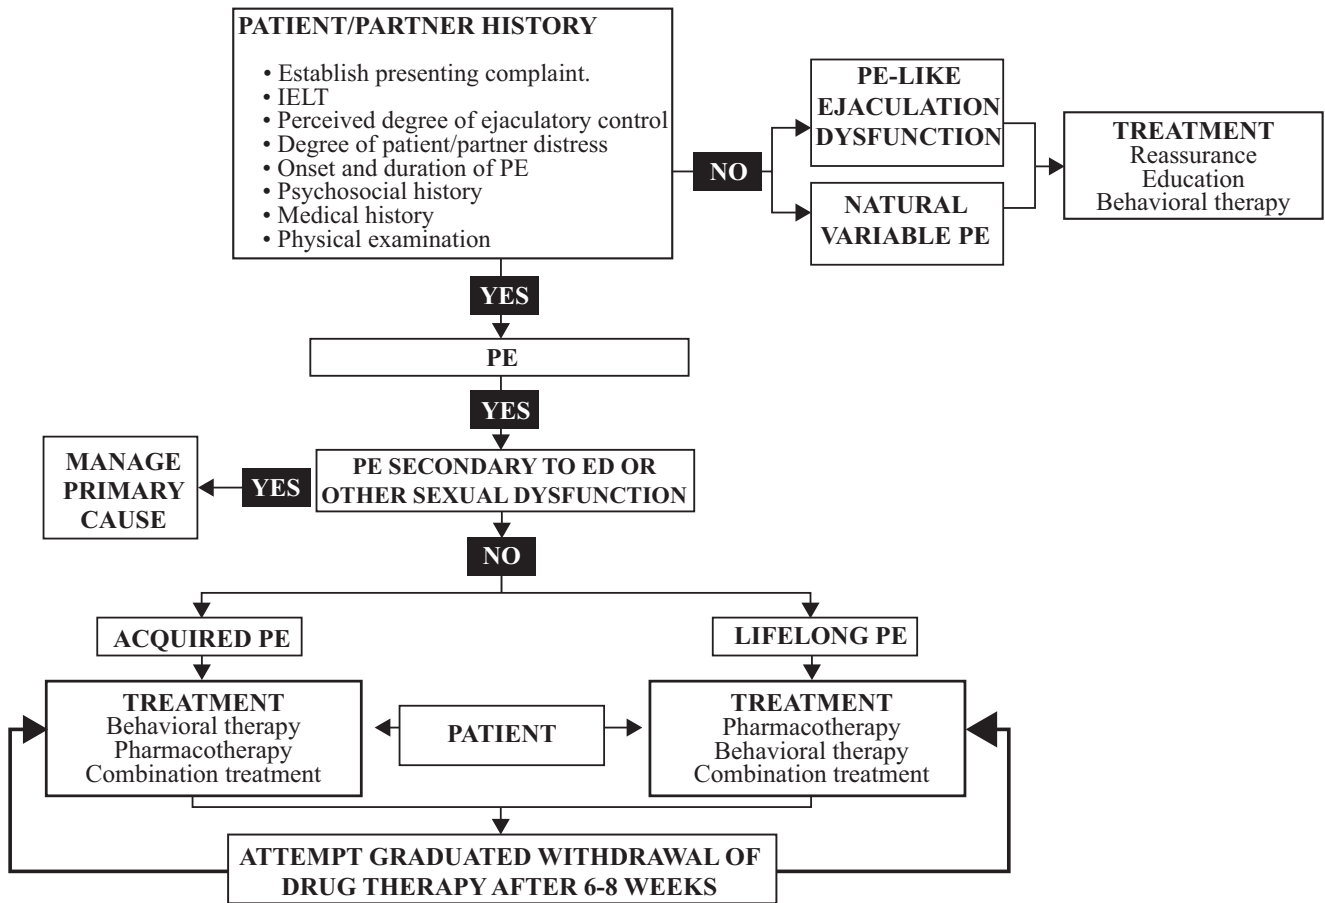 PATIENT/PARTNER HISTORY
• Establish presenting complaint.
• IELT
• Perceived degree of ejaculatory control
• Degree of patient/partner distress
• Onset and duration of PE
• Psychosocial history
• Medical history
• Physical examination
NO
PE-LIKE
EJACULATION
DYSFUNCTION
NATURAL
VARIABLE PE
TREATMENT
Reassurance
Education
Behavioral therapy
YES
PE
YES
PE SECONDARY TO ED OR
OTHER SEXUAL DYSFUNCTION
YES
MANAGE
PRIMARY
CAUSE
NO
ACQUIRED PE
LIFELONG PE
TREATMENT
Behavioral therapy
Pharmacotherapy
Combination treatment
PATIENT
TREATMENT
Pharmacotherapy
Behavioral therapy
Combination treatment
ATTEMPT GRADUATED WITHDRAWAL OF
DRUG THERAPY AFTER 6-8 WEEKS